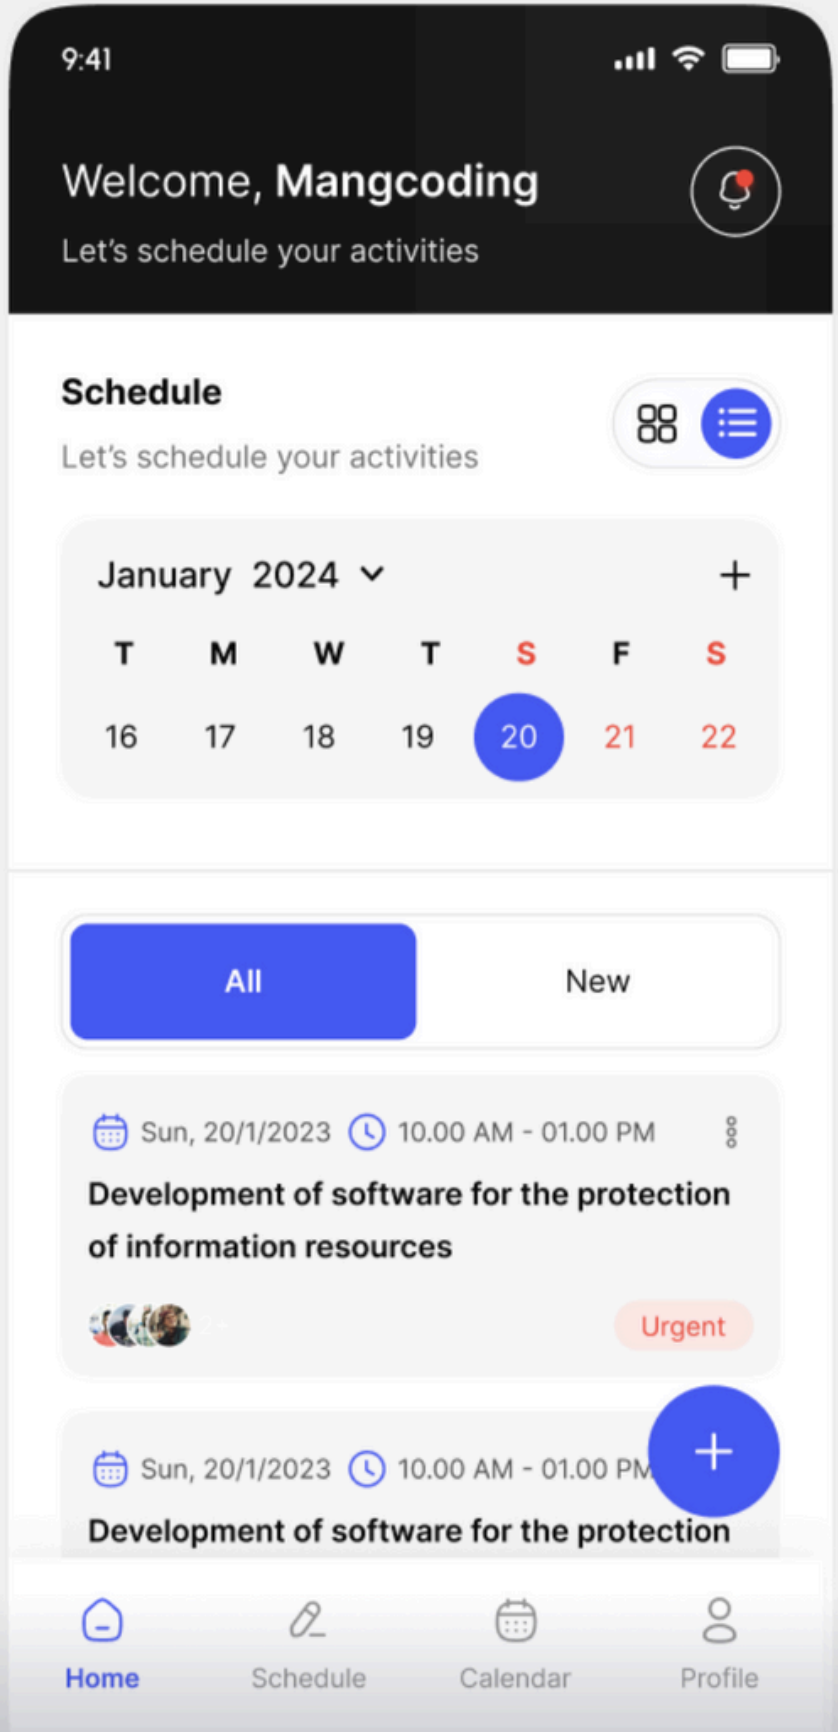 9:41
Welcome, Mangcoding
Let's schedule your activities
Schedule
Let's schedule your activities
January 2024
T M W T S F S
16 17 18 19 20 21 22
All New
Sun, 20/1/2023 10.00 AM - 01.00 PM
Development of software for the protection
of information resources
Urgent
Sun, 20/1/2023 10.00 AM - 01.00 PM
Development of software for the protection
Home Schedule Calendar Profile